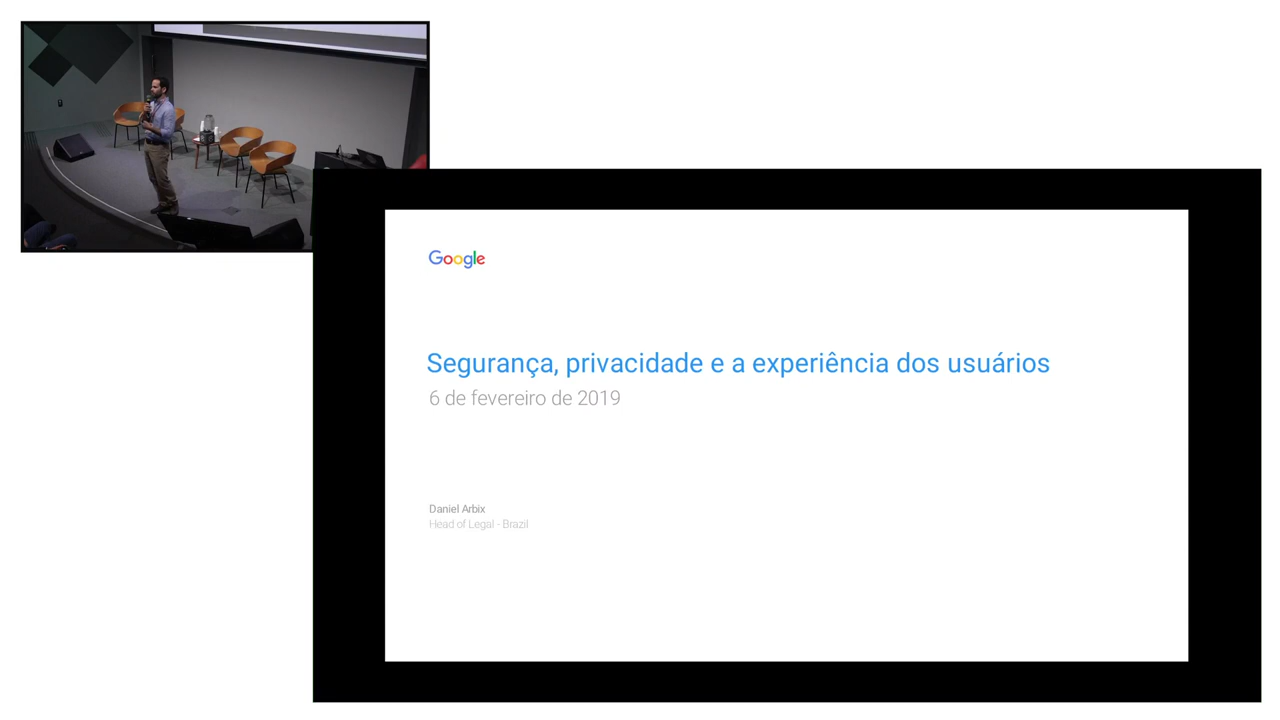 Google
Segurança, privacidade e a experiência dos usuários
6 de fevereiro de 2019
Daniel Arbix
Head of Legal - Brazil